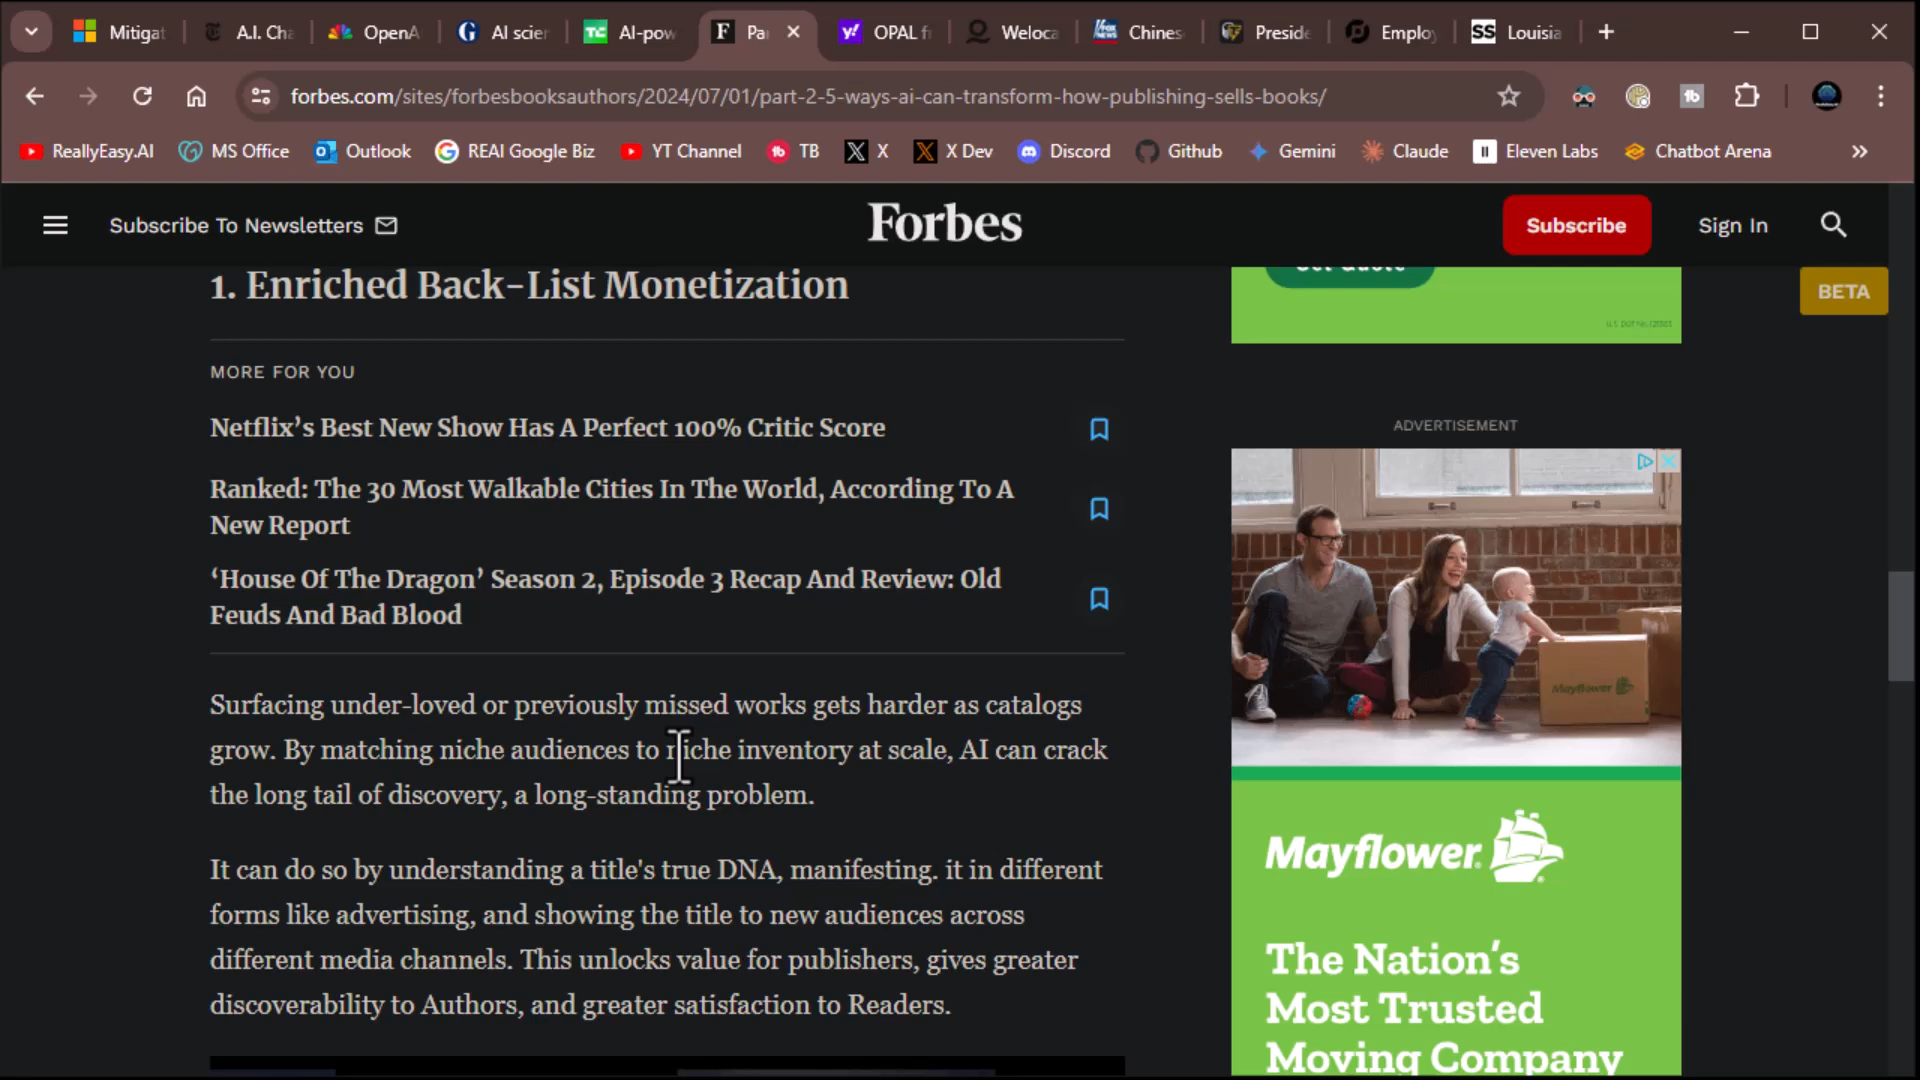 Mitigat
A.I. Cha
OpenA
AI scien
AI-pow
Par
OPAL f
Weloca
Chines
Preside
Employ
Louisia
forbes.com/sites/forbesbooksauthors/2024/07/01/part-2-5-ways-ai-can-transform-how-publishing-sells-books/
ReallyEasy.AI
MS Office
Outlook
REAI Google Biz
YT Channel
TB
X
X Dev
Discord
Github
Gemini
Claude
Eleven Labs
Chatbot Arena
Subscribe To Newsletters
Forbes
Subscribe
Sign In
BETA
1. Enriched Back-List Monetization
MORE FOR YOU
Netflix’s Best New Show Has A Perfect 100% Critic Score
Ranked: The 30 Most Walkable Cities In The World, According To A
New Report
‘House Of The Dragon’ Season 2, Episode 3 Recap And Review: Old
Feuds And Bad Blood
Surfacing under-loved or previously missed works gets harder as catalogs
grow. By matching niche audiences to niche inventory at scale, AI can crack
the long tail of discovery, a long-standing problem.
It can do so by understanding a title's true DNA, manifesting. it in different
forms like advertising, and showing the title to new audiences across
different media channels. This unlocks value for publishers, gives greater
discoverability to Authors, and greater satisfaction to Readers.
Get Quote
ADVERTISEMENT
Mayflower
Mayflower
The Nation’s
Most Trusted
Moving Company